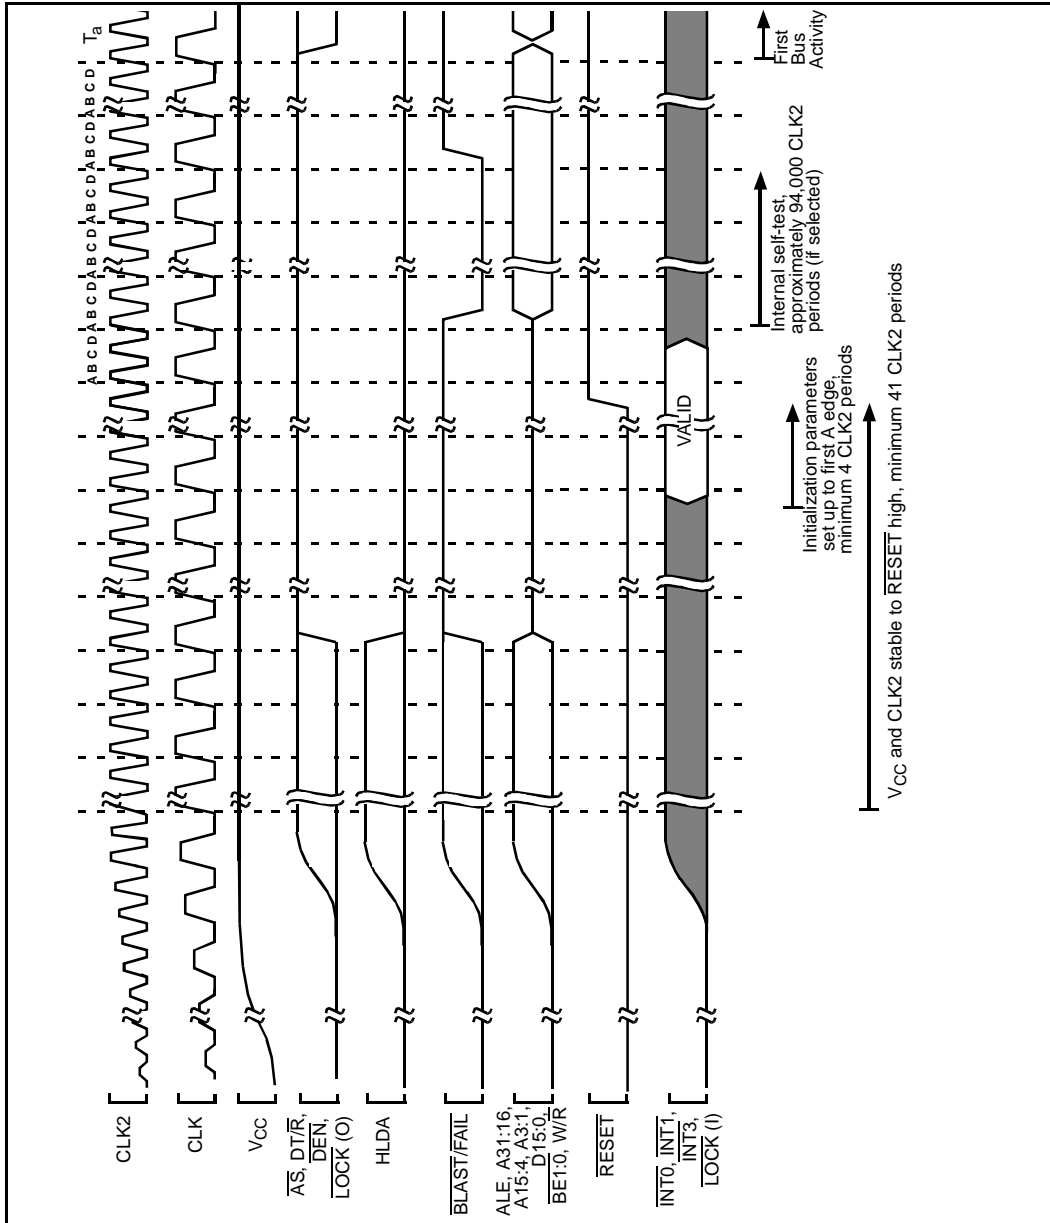 A B C D A B C D A B C D A B C D A B C D A B C D
Ta
CLK2
CLK
VCC
AS, DT/R,
DEN,
LOCK (O)
HLDA
BLAST/FAIL
ALE, A31:16,
A15:4, A3:1,
D15:0,
BE1:0, W/R
RESET
INT0, INT1,
INT3,
LOCK (I)
VALID
First
Bus
Activity
Internal self-test,
approximately 94,000 CLK2
periods (if selected)
Initialization parameters
set up to first A edge,
minimum 4 CLK2 periods
VCC and CLK2 stable to RESET high, minimum 41 CLK2 periods